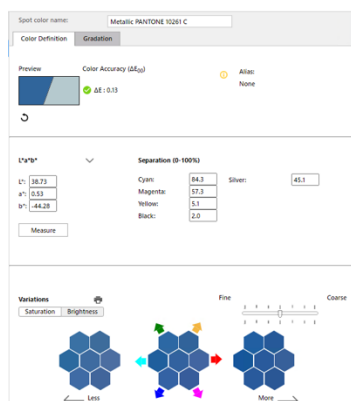 Spot color name: Metallic PANTONE 10261 C
Color Definition Gradation
Preview Color Accuracy (ΔE₀₀) Alias:
ΔE : 0.13 None
L*a*b* Separation (0-100%)
L*: 38.73 Cyan: 84.3 Silver: 45.1
a*: 0.53 Magenta: 57.3
b*: -44.28 Yellow: 5.1
Measure Black: 2.0
Variations Fine Coarse
Saturation Brightness
Less More